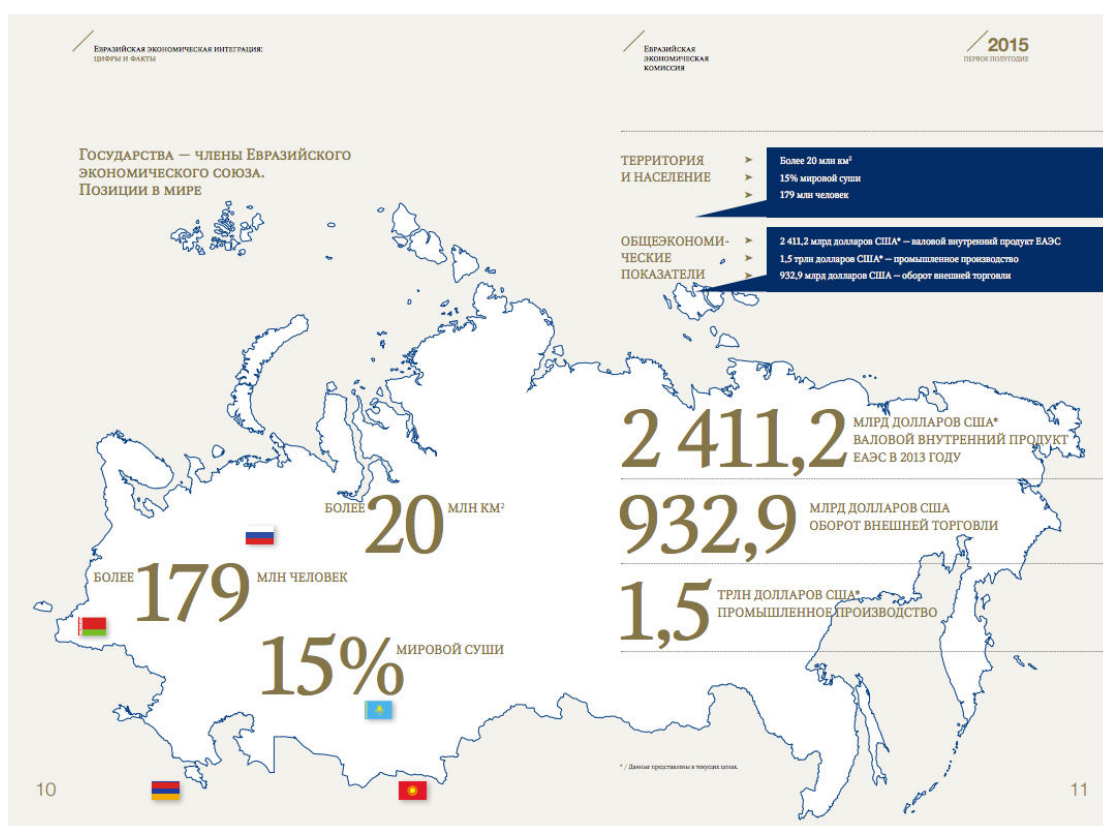 Евразийская экономическая интеграция:
цифры и факты
Евразийская
экономическая
комиссия
2015
первое полугодие
Государства — члены Евразийского
экономического союза.
Позиции в мире
ТЕРРИТОРИЯ
И НАСЕЛЕНИЕ
Более 20 млн км²
15% мировой суши
179 млн человек
ОБЩЕЭКОНОМИ-
ЧЕСКИЕ
ПОКАЗАТЕЛИ
2 411,2 млрд долларов США* — валовой внутренний продукт ЕАЭС
1,5 трлн долларов США* — промышленное производство
932,9 млрд долларов США — оборот внешней торговли
2 411,2 МЛРД ДОЛЛАРОВ США*
ВАЛОВОЙ ВНУТРЕННИЙ ПРОДУКТ
ЕАЭС В 2013 ГОДУ
932,9 МЛРД ДОЛЛАРОВ США
ОБОРОТ ВНЕШНЕЙ ТОРГОВЛИ
1,5 ТРЛН ДОЛЛАРОВ США*
ПРОМЫШЛЕННОЕ ПРОИЗВОДСТВО
БОЛЕЕ 20 МЛН КМ²
БОЛЕЕ 179 МЛН ЧЕЛОВЕК
15% МИРОВОЙ СУШИ
* / Данные представлены в текущих ценах.
10
11